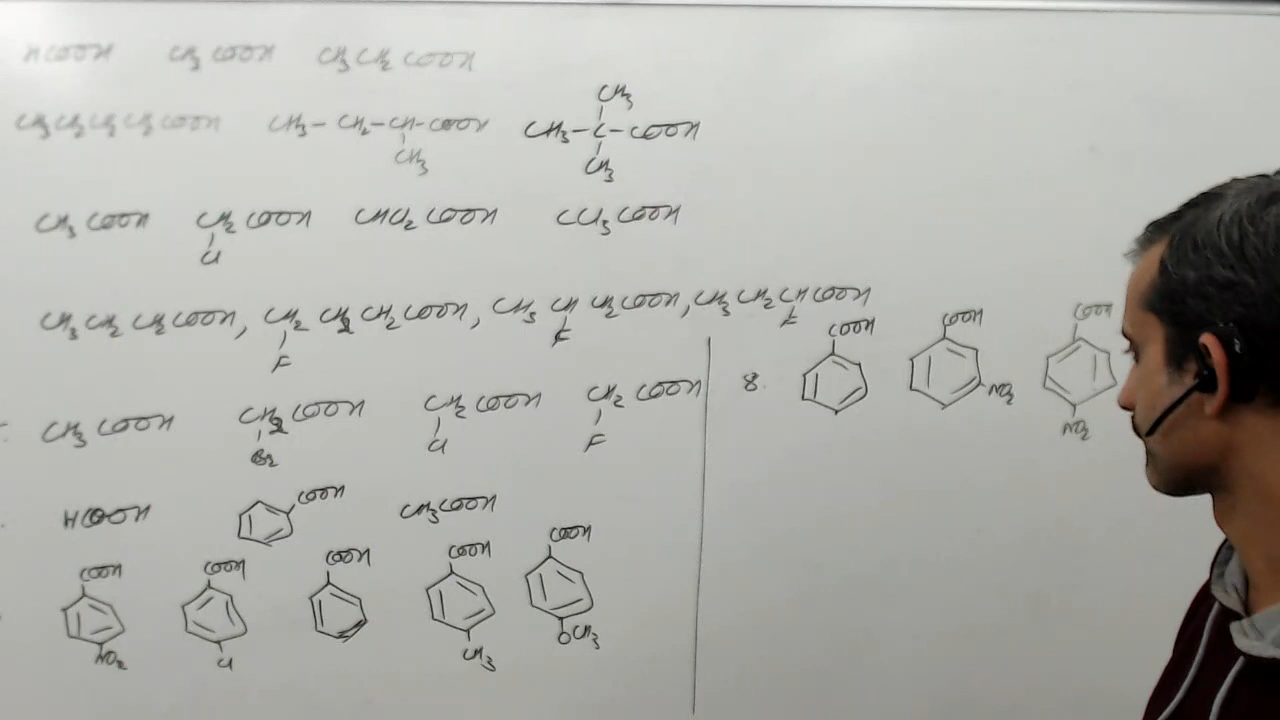 HCOOH CH3COOH CH3CH2COOH
CH3CH2CH2CH2COOH CH3-CH2-CH-COOH CH3-C-COOH
CH3 CH3 CH3
CH3COOH CH2COOH CHCl2COOH CCl3COOH
Cl
CH3CH2CH2COOH, CH2CH2CH2COOH, CH3CHCH2COOH, CH3CH2CHCOOH
F F F
CH3COOH CH2COOH CH2COOH CH2COOH
Br Cl F
HCOOH COOH CH3COOH
COOH COOH COOH COOH COOH
NO2 Cl CH3 OCH3
8. COOH COOH COOH
NO2 NO2